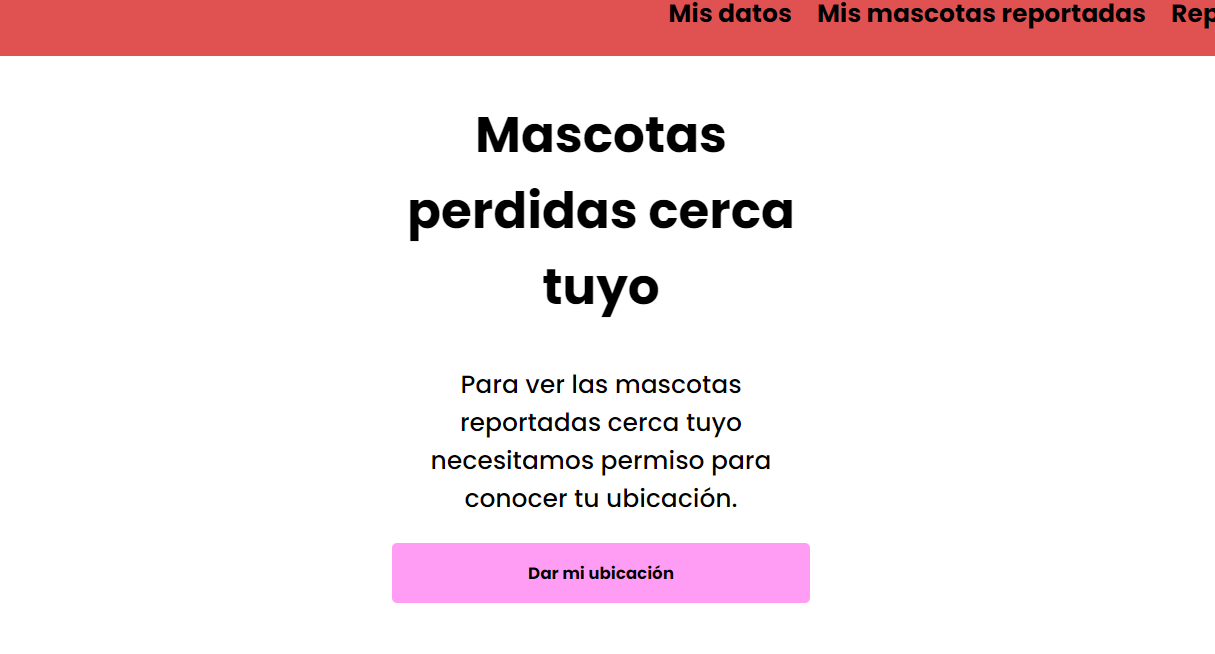 Mis datos Mis mascotas reportadas Rep
Mascotas
perdidas cerca
tuyo
Para ver las mascotas
reportadas cerca tuyo
necesitamos permiso para
conocer tu ubicación.
Dar mi ubicación